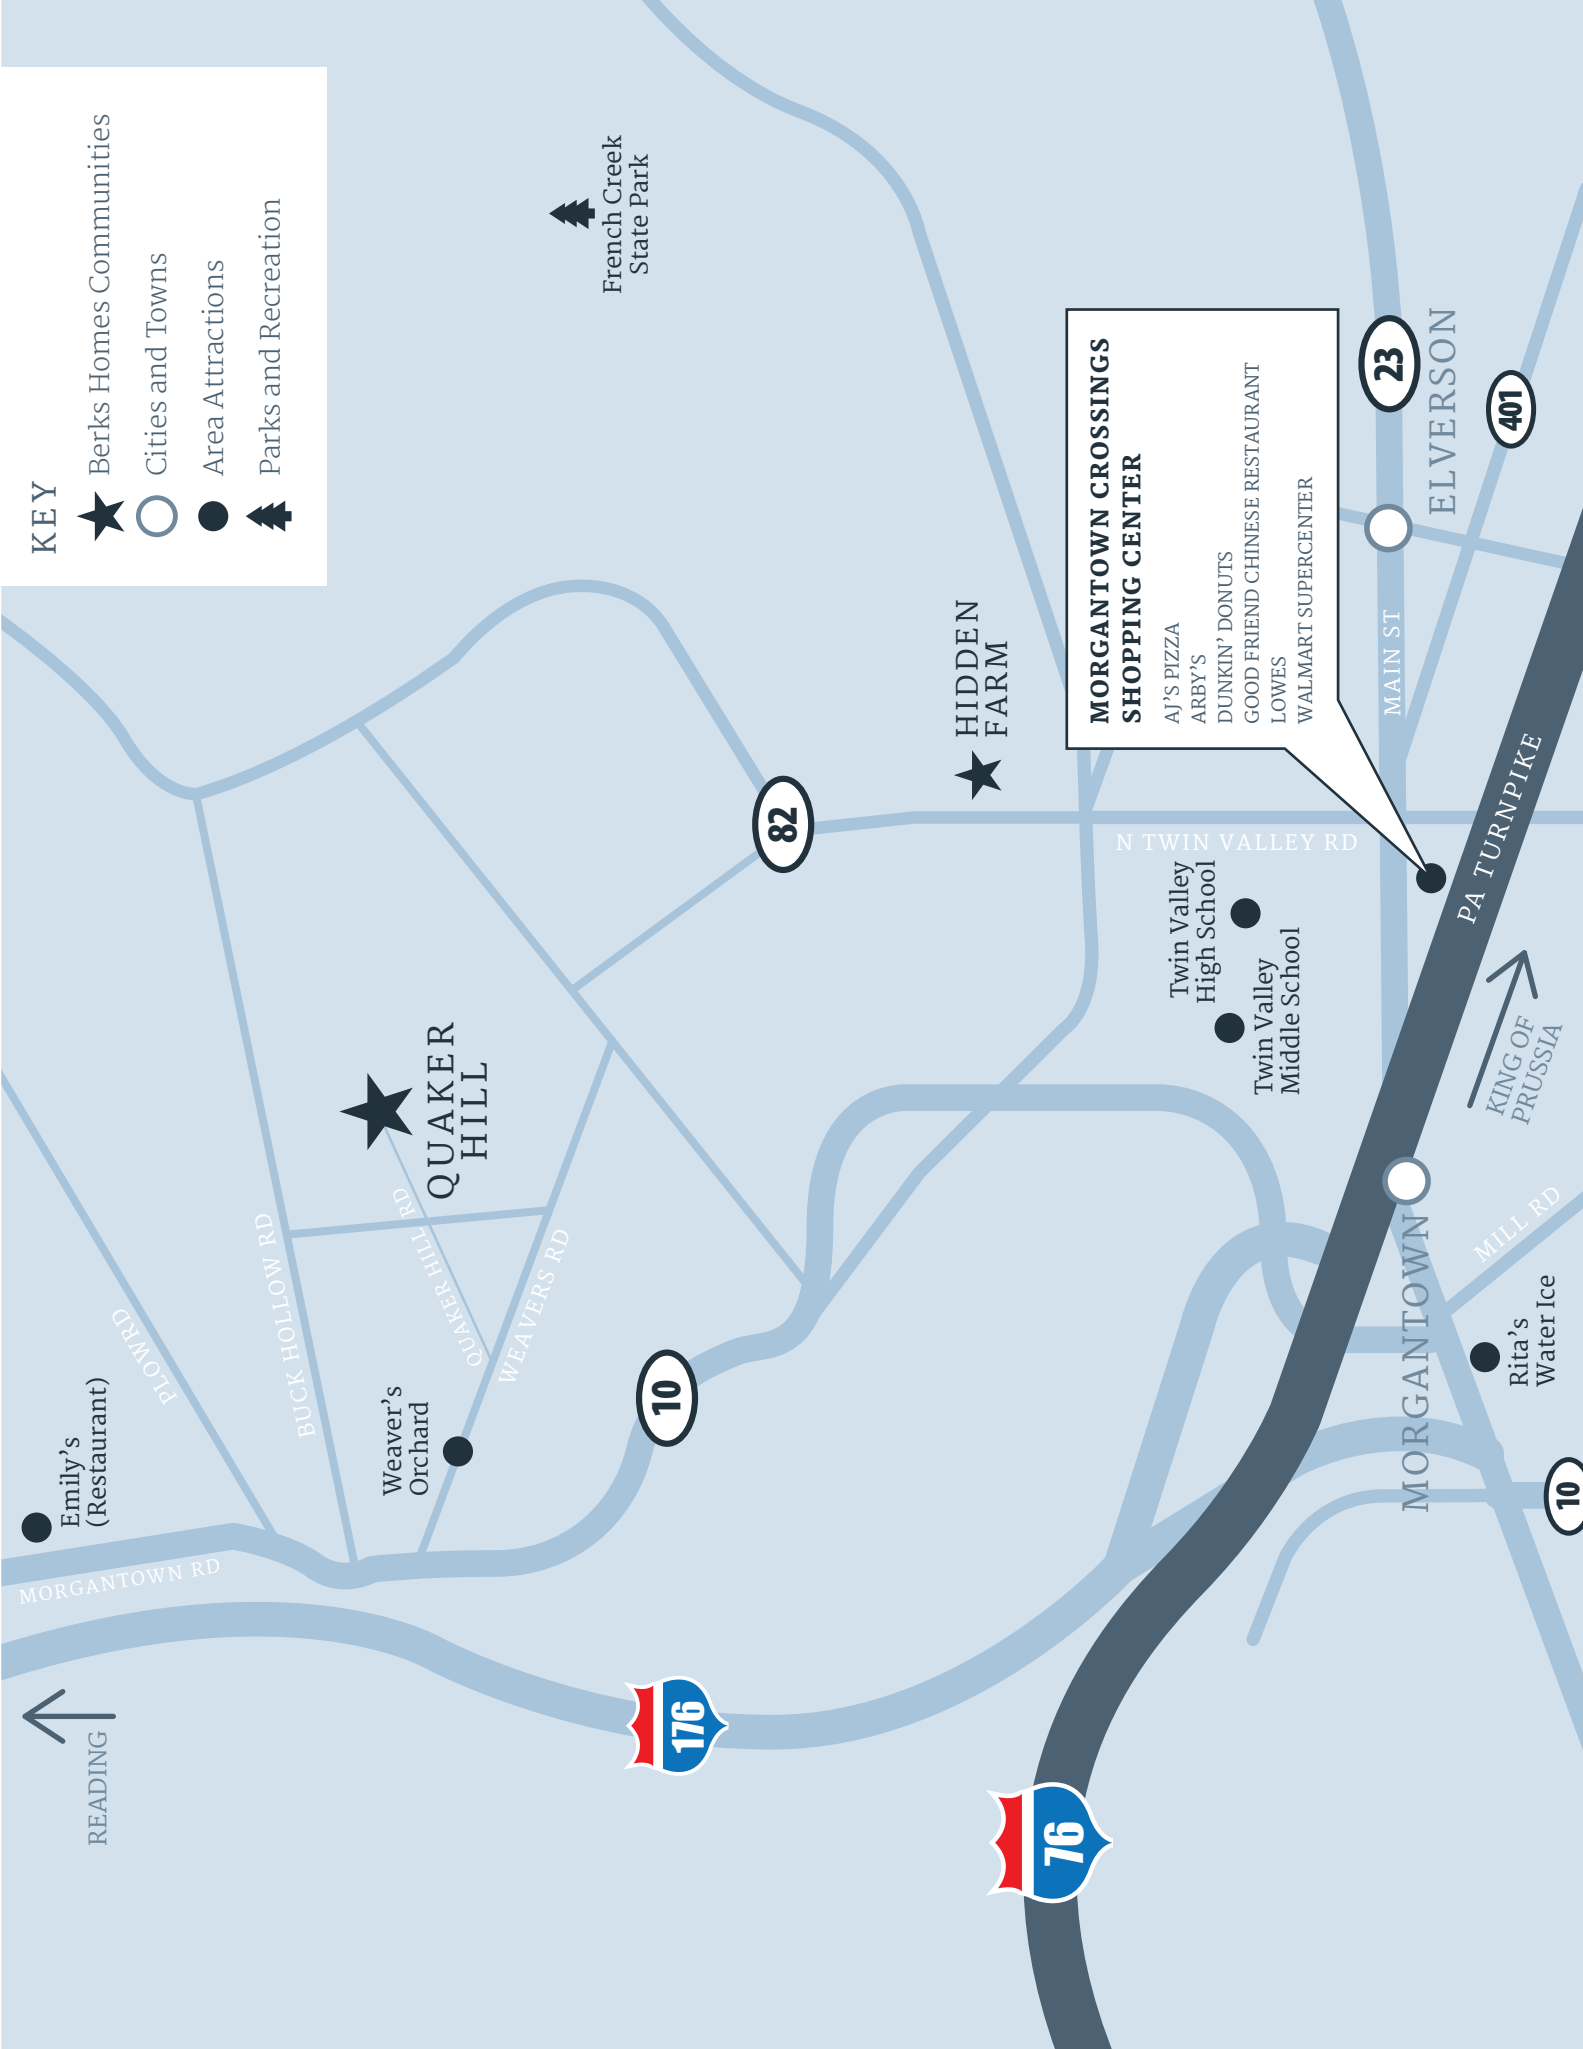 KEY
Berks Homes Communities
Cities and Towns
Area Attractions
Parks and Recreation
READING
Emily's
(Restaurant)
MORGANTOWN RD
PLOWRD
BUCK HOLLOW RD
QUAKER HILL RD
WEAVERS RD
QUAKER
HILL
Weaver's
Orchard
French Creek
State Park
10
82
176
76
HIDDEN
FARM
MORGANTOWN CROSSINGS
SHOPPING CENTER
AJ'S PIZZA
ARBY'S
DUNKIN' DONUTS
GOOD FRIEND CHINESE RESTAURANT
LOWES
WALMART SUPERCENTER
N TWIN VALLEY RD
Twin Valley
High School
Twin Valley
Middle School
MAIN ST
23
ELVERSON
401
PA TURNPIKE
KING OF
PRUSSIA
MORGANTOWN
MILL RD
Rita's
Water Ice
10